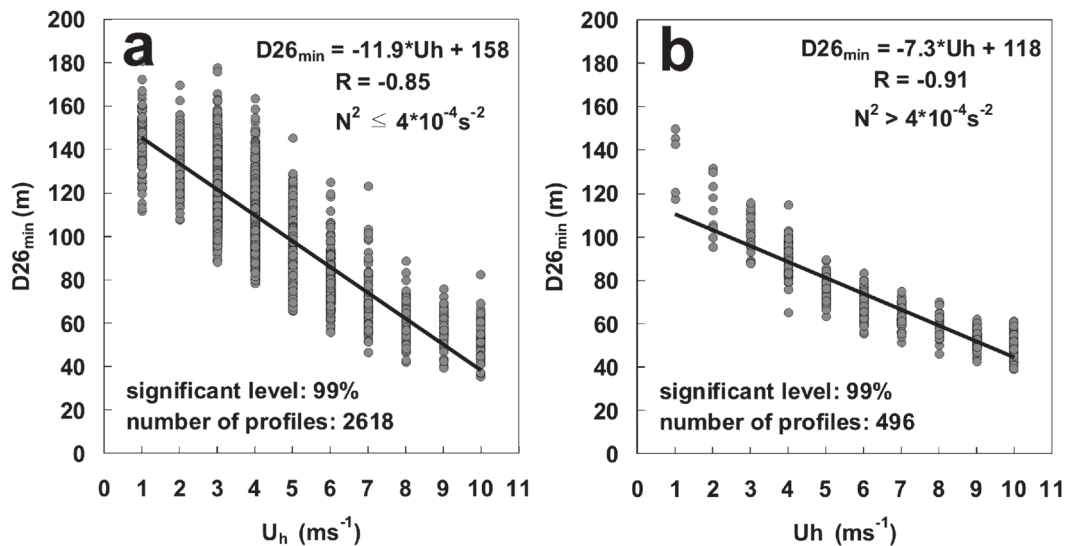 a
D26min = -11.9*Uh + 158
R = -0.85
N² ≤ 4*10⁻⁴s⁻²
200
180
160
140
120
100
80
60
40
20
0
D26min (m)
significant level: 99%
number of profiles: 2618
0 1 2 3 4 5 6 7 8 9 10 11
Uh (ms⁻¹)
b
D26min = -7.3*Uh + 118
R = -0.91
N² > 4*10⁻⁴s⁻²
200
180
160
140
120
100
80
60
40
20
0
D26min (m)
significant level: 99%
number of profiles: 496
0 1 2 3 4 5 6 7 8 9 10 11
Uh (ms⁻¹)